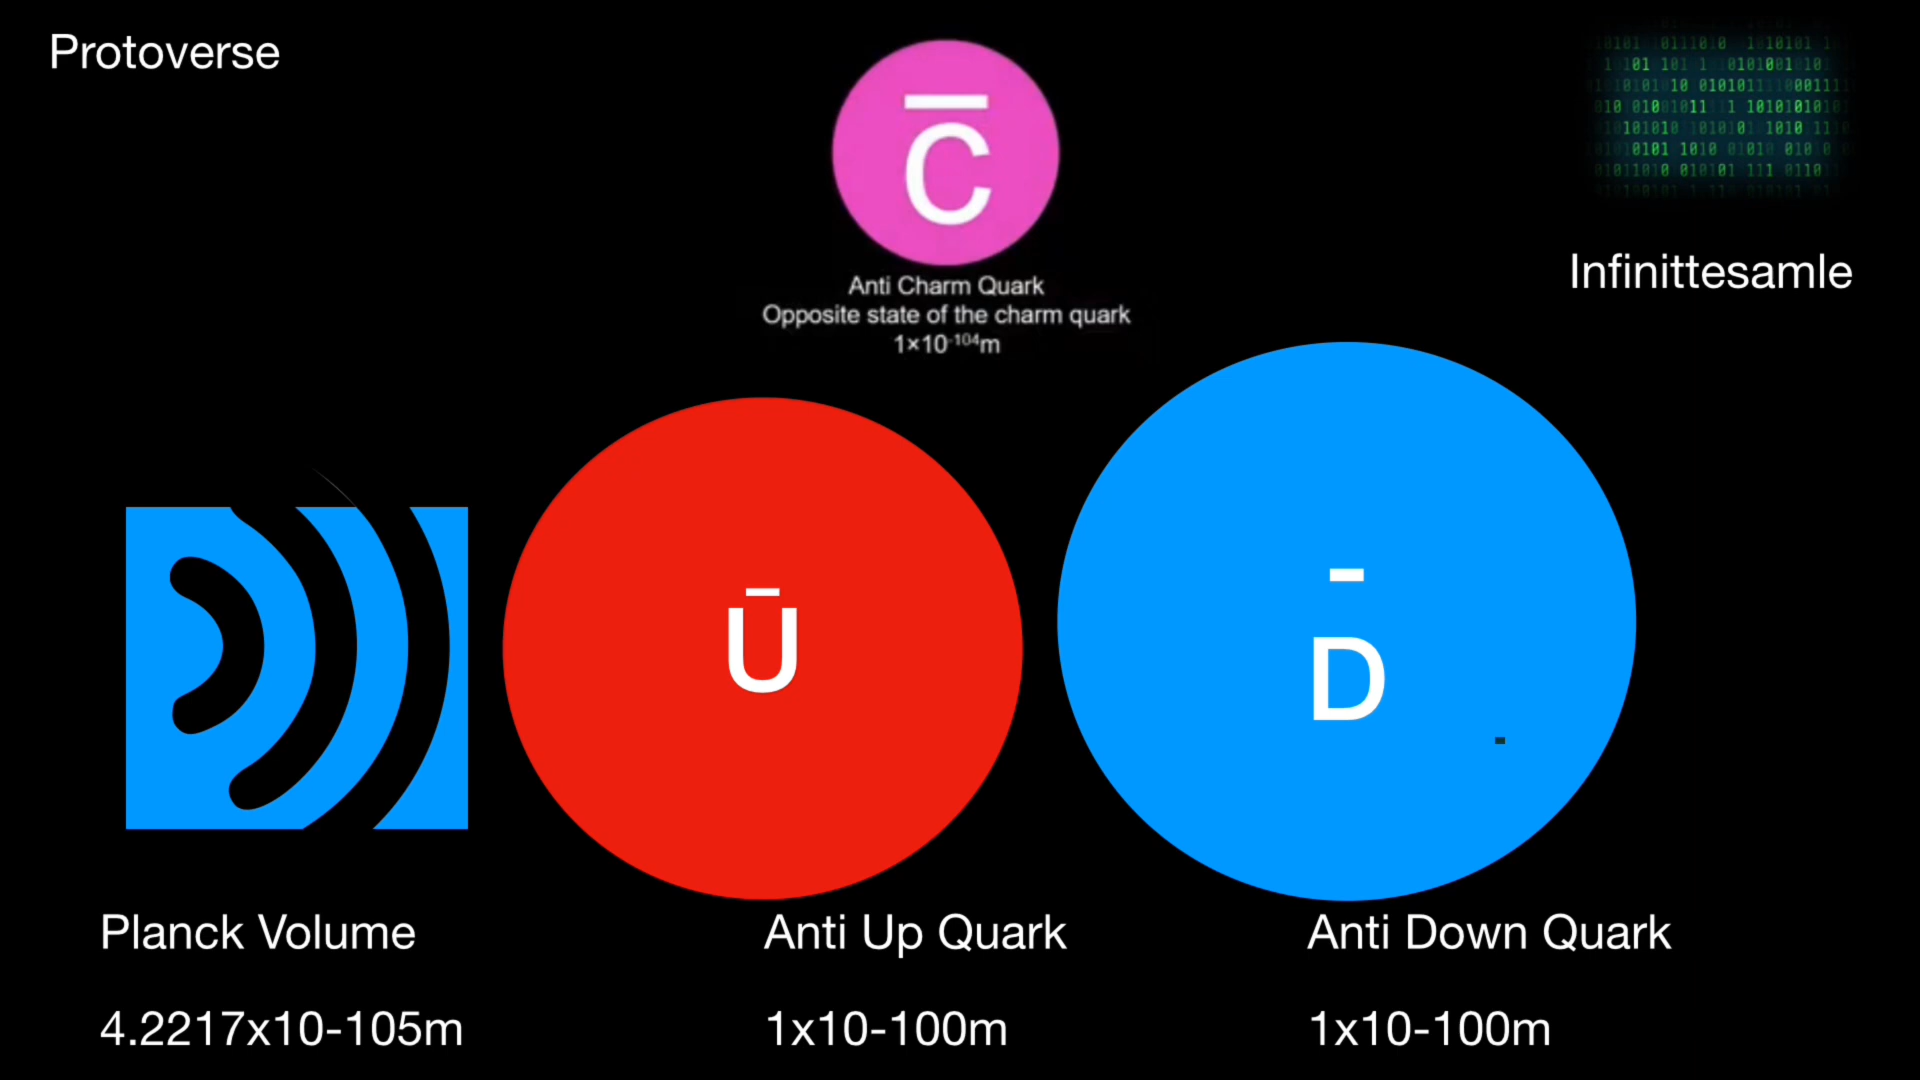 Protoverse
C̅
Anti Charm Quark
Opposite state of the charm quark
1×10⁻¹⁰⁴m
Infinittesamle
Ū
D̅
Planck Volume
4.2217x10-105m
Anti Up Quark
1x10-100m
Anti Down Quark
1x10-100m